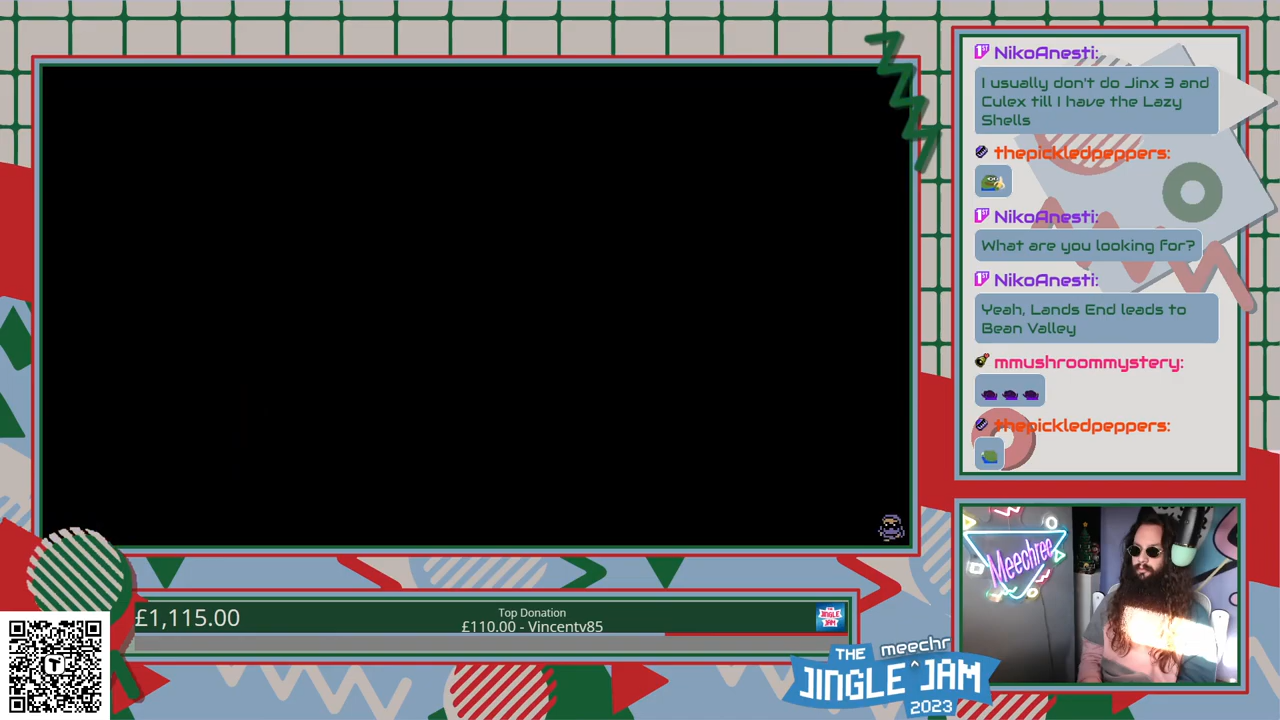 NikoAnesti:
I usually don't do Jinx 3 and
Culex till I have the Lazy
Shells
thepickledpeppers:
NikoAnesti:
What are you looking for?
NikoAnesti:
Yeah, Lands End leads to
Bean Valley
mmushroommystery:
thepickledpeppers:
Meechree
£1,115.00
Top Donation
£110.00 - Vincentv85
JINGLE
JAM
THE meechr
JINGLE ^ JAM
2023
T